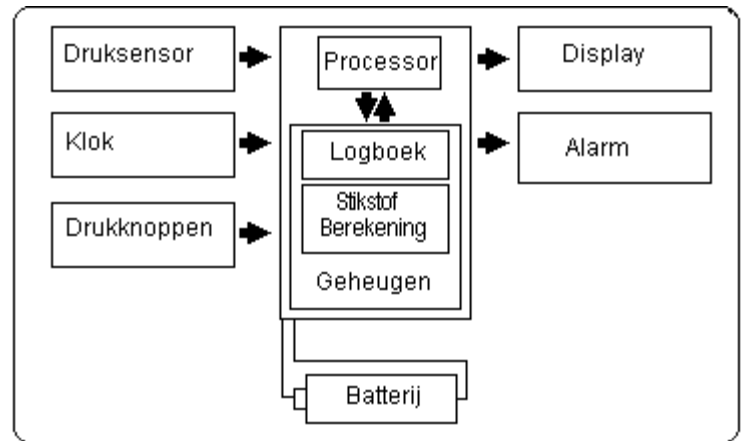 Druksensor
Klok
Drukknoppen
Processor
Logboek
Stikstof
Berekening
Geheugen
Batterij
Display
Alarm